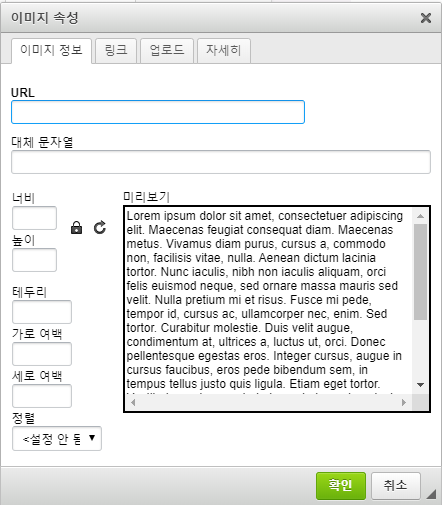 이미지 속성
이미지 정보 링크 업로드 자세히
URL
대체 문자열
너비
높이
테두리
가로 여백
세로 여백
정렬
<설정 안 됨
미리보기
Lorem ipsum dolor sit amet, consectetuer adipiscing
elit. Maecenas feugiat consequat diam. Maecenas
metus. Vivamus diam purus, cursus a, commodo
non, facilisis vitae, nulla. Aenean dictum lacinia
tortor. Nunc iaculis, nibh non iaculis aliquam, orci
felis euismod neque, sed ornare massa mauris sed
velit. Nulla pretium mi et risus. Fusce mi pede,
tempor id, cursus ac, ullamcorper nec, enim. Sed
tortor. Curabitur molestie. Duis velit augue,
condimentum at, ultrices a, luctus ut, orci. Donec
pellentesque egestas eros. Integer cursus, augue in
cursus faucibus, eros pede bibendum sem, in
tempus tellus justo quis ligula. Etiam eget tortor.
확인 취소